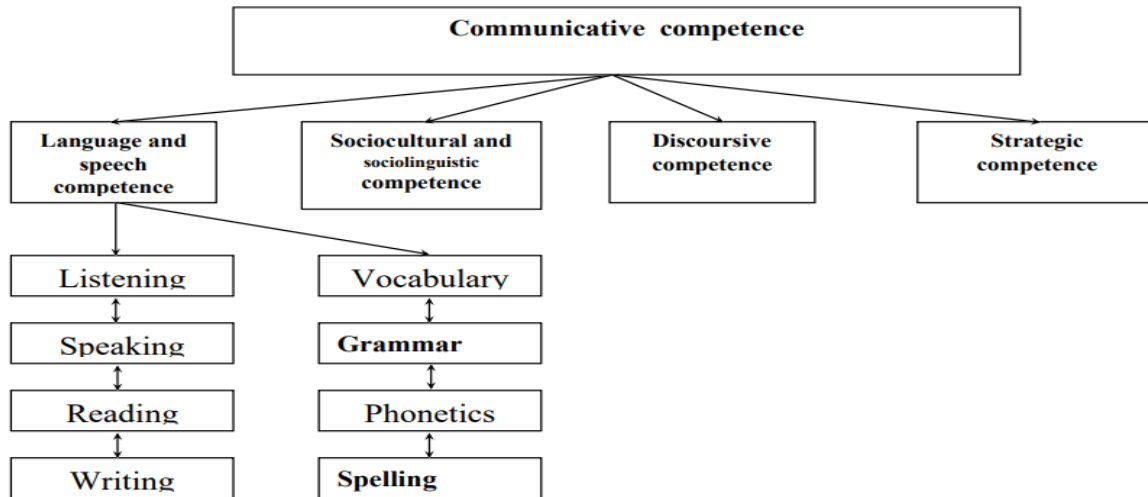 Communicative competence
Language and
speech
competence
Sociocultural and
sociolinguistic
competence
Discoursive
competence
Strategic
competence
Listening
Vocabulary
Speaking
Grammar
Reading
Phonetics
Writing
Spelling